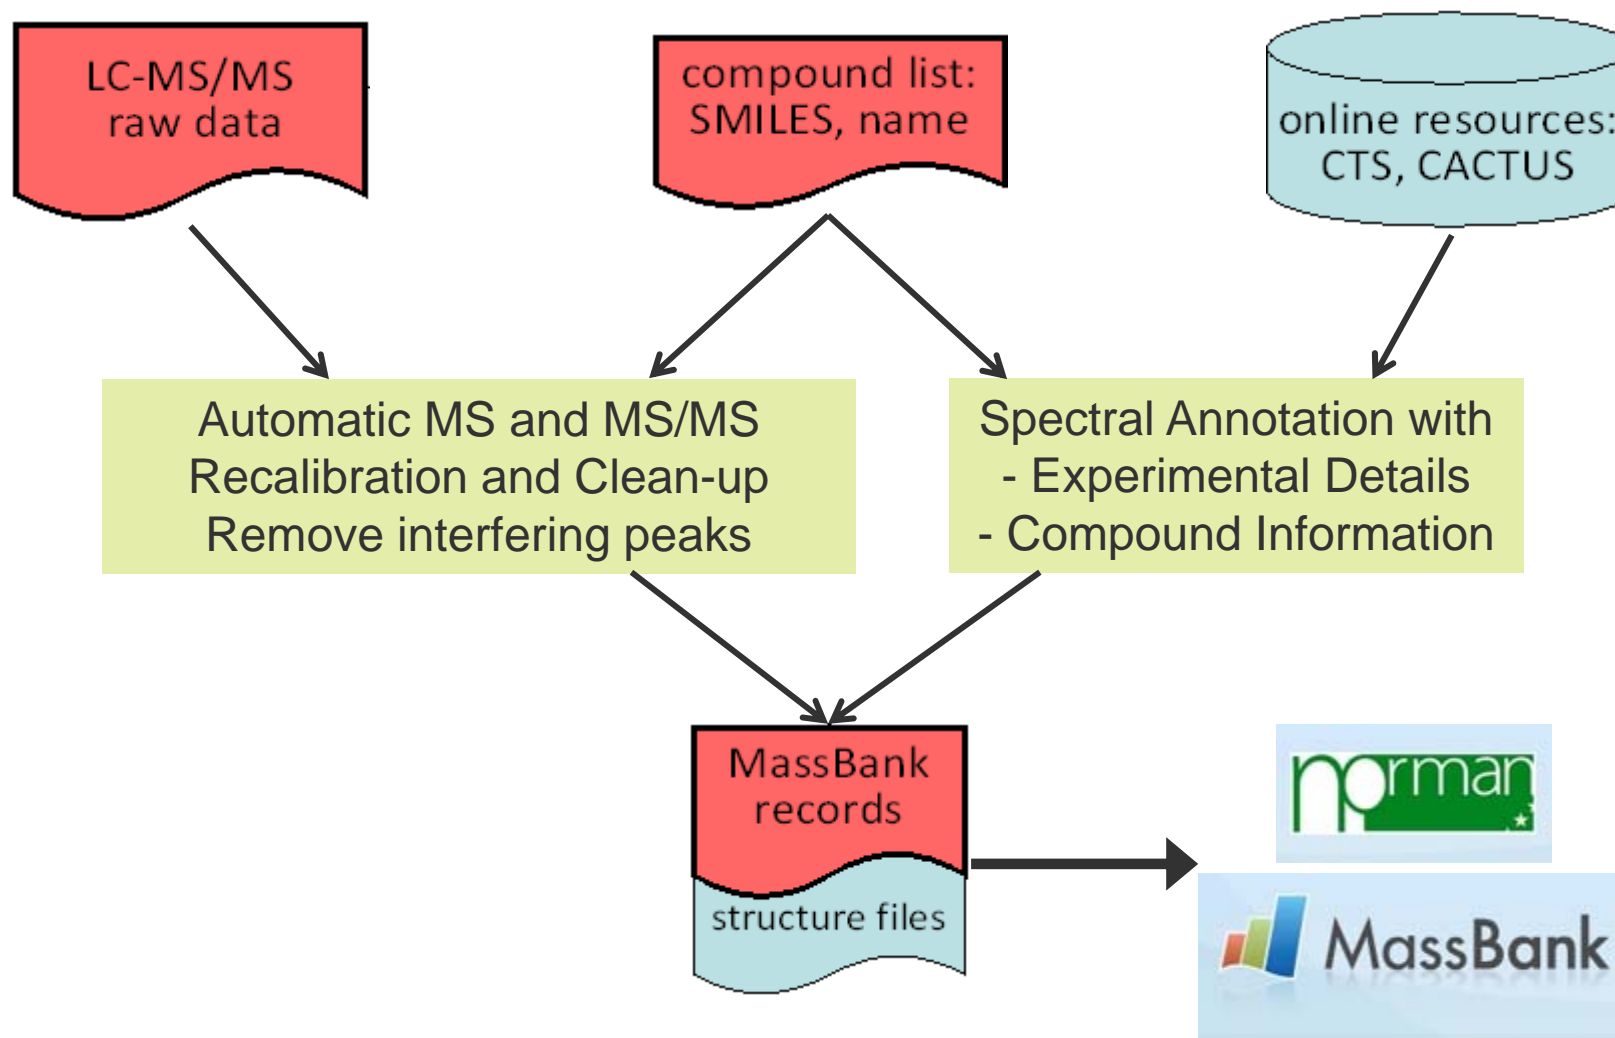 LC-MS/MS
raw data
compound list:
SMILES, name
online resources:
CTS, CACTUS
Automatic MS and MS/MS
Recalibration and Clean-up
Remove interfering peaks
Spectral Annotation with
- Experimental Details
- Compound Information
MassBank
records
structure files
norman
MassBank